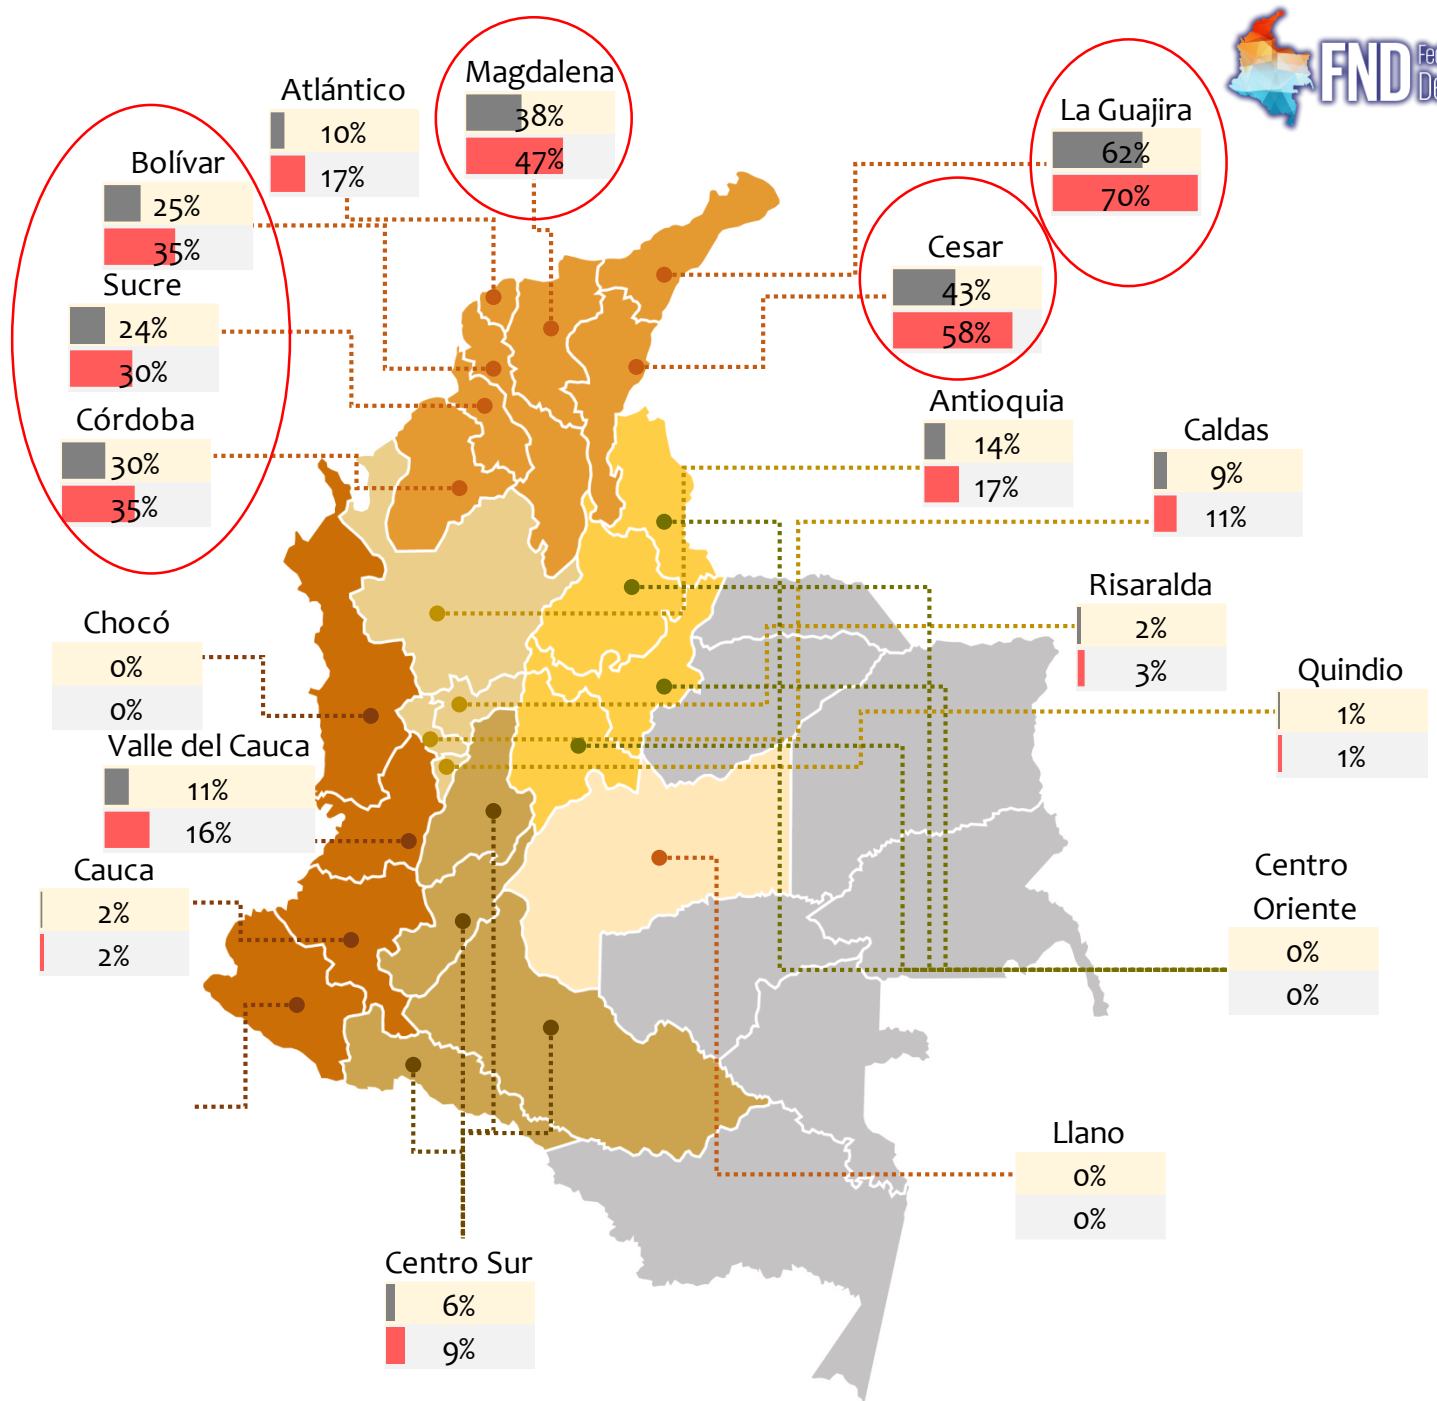 FND
Magdalena
38%
47%
Atlántico
10%
17%
La Guajira
62%
70%
Bolívar
25%
35%
Cesar
43%
58%
Sucre
24%
30%
Córdoba
30%
35%
Antioquia
14%
17%
Caldas
9%
11%
Risaralda
2%
3%
Chocó
0%
0%
Quindio
1%
1%
Valle del Cauca
11%
16%
Cauca
2%
2%
Centro
Oriente
0%
0%
Llano
0%
0%
Centro Sur
6%
9%